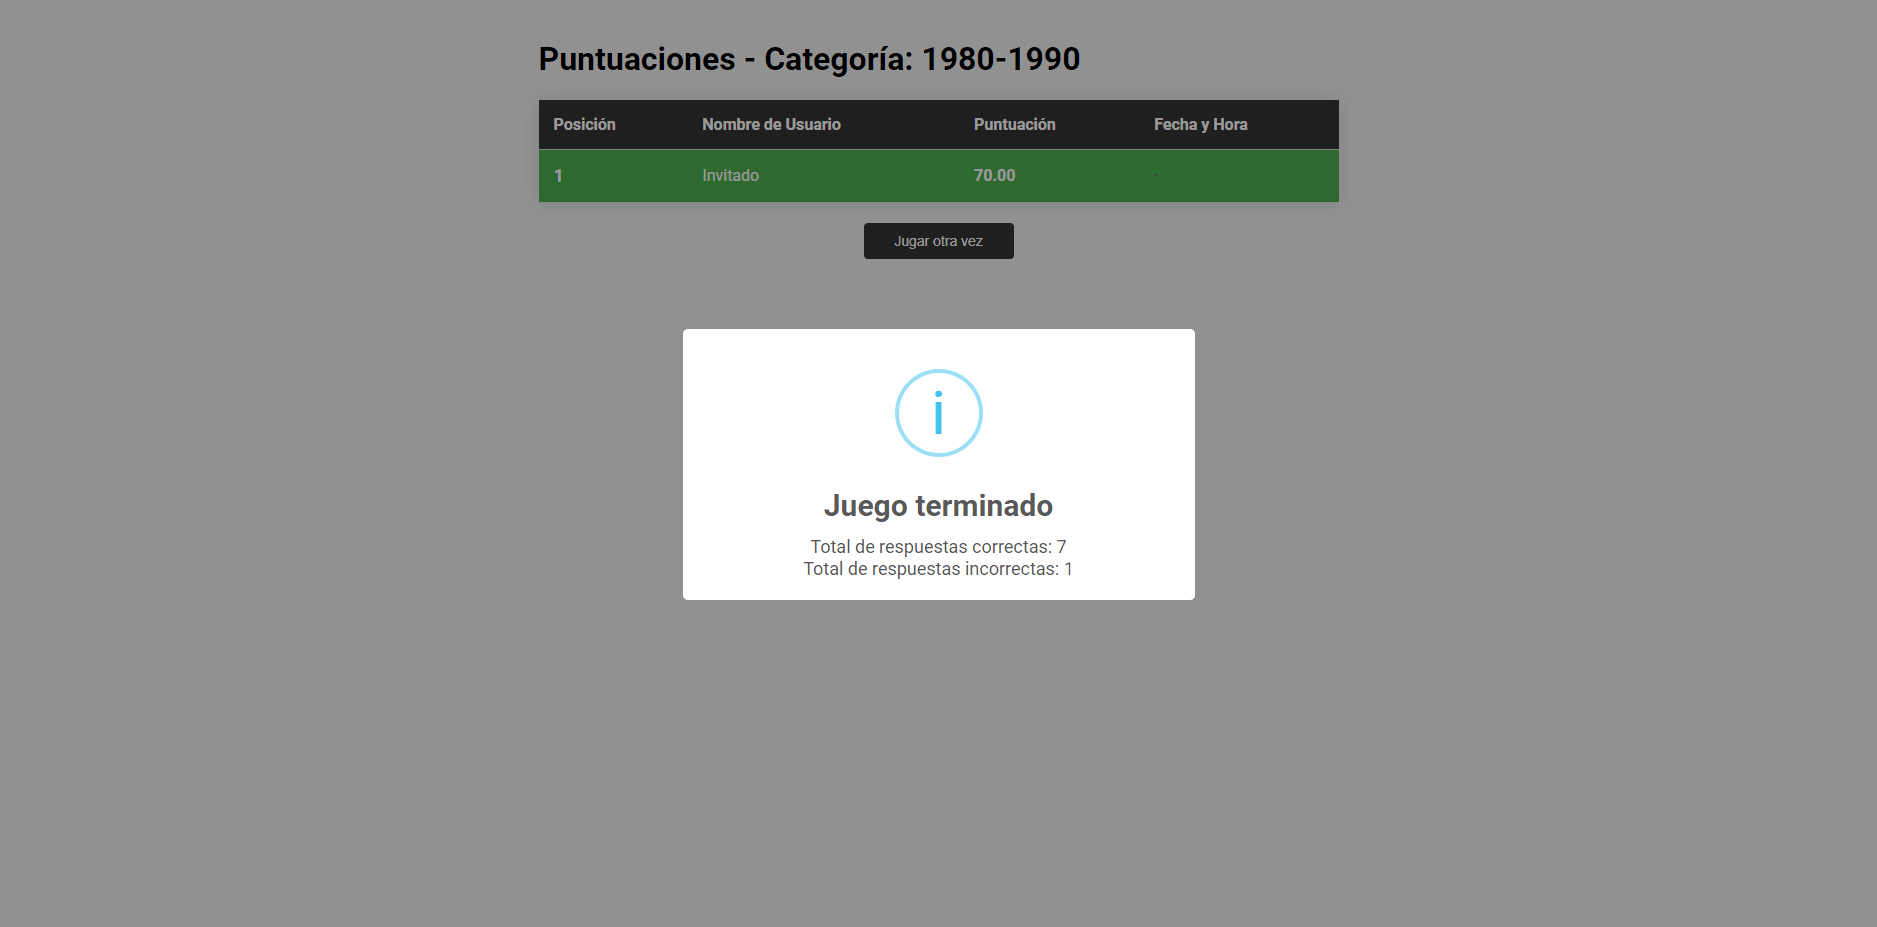 Puntuaciones - Categoría: 1980-1990
Posición Nombre de Usuario Puntuación Fecha y Hora
1 Invitado 70.00 -
Jugar otra vez
i
Juego terminado
Total de respuestas correctas: 7
Total de respuestas incorrectas: 1